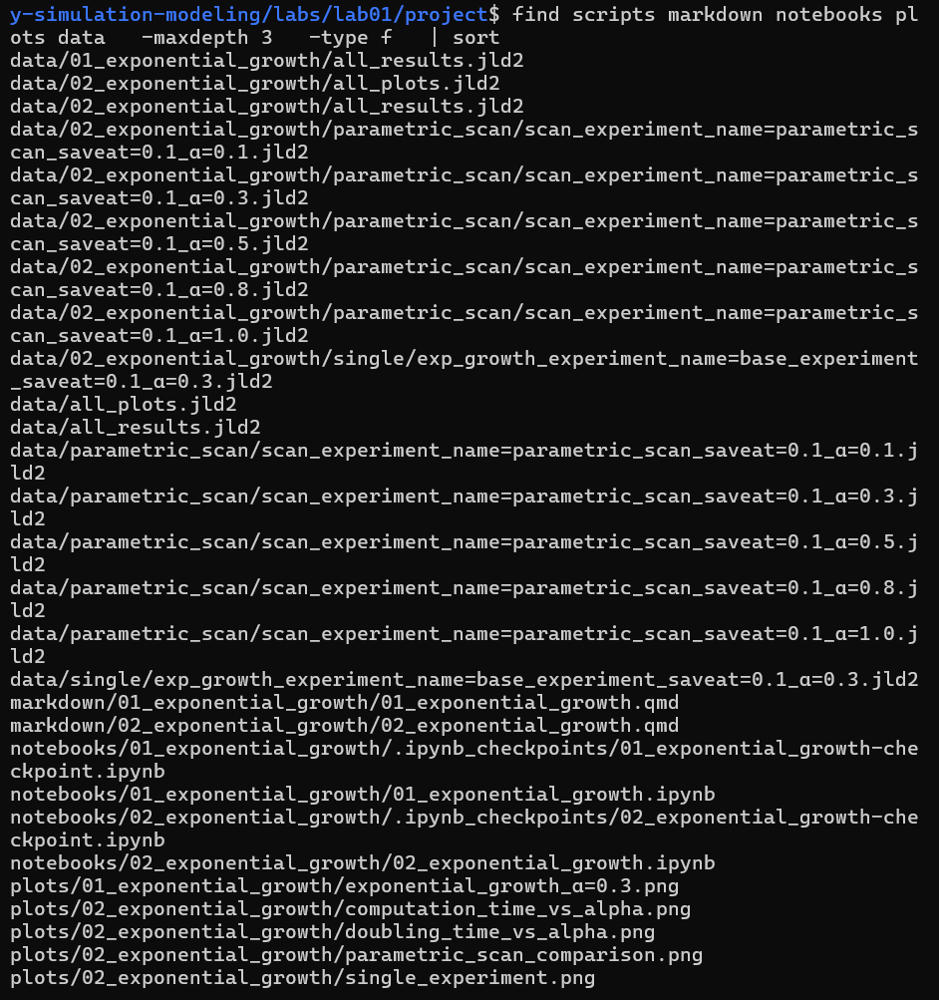 y-simulation-modeling/labs/lab01/project$ find scripts markdown notebooks pl
ots data   -maxdepth 3   -type f   | sort
data/01_exponential_growth/all_results.jld2
data/02_exponential_growth/all_plots.jld2
data/02_exponential_growth/all_results.jld2
data/02_exponential_growth/parametric_scan/scan_experiment_name=parametric_s
can_saveat=0.1_α=0.1.jld2
data/02_exponential_growth/parametric_scan/scan_experiment_name=parametric_s
can_saveat=0.1_α=0.3.jld2
data/02_exponential_growth/parametric_scan/scan_experiment_name=parametric_s
can_saveat=0.1_α=0.5.jld2
data/02_exponential_growth/parametric_scan/scan_experiment_name=parametric_s
can_saveat=0.1_α=0.8.jld2
data/02_exponential_growth/parametric_scan/scan_experiment_name=parametric_s
can_saveat=0.1_α=1.0.jld2
data/02_exponential_growth/single/exp_growth_experiment_name=base_experiment
_saveat=0.1_α=0.3.jld2
data/all_plots.jld2
data/all_results.jld2
data/parametric_scan/scan_experiment_name=parametric_scan_saveat=0.1_α=0.1.j
ld2
data/parametric_scan/scan_experiment_name=parametric_scan_saveat=0.1_α=0.3.j
ld2
data/parametric_scan/scan_experiment_name=parametric_scan_saveat=0.1_α=0.5.j
ld2
data/parametric_scan/scan_experiment_name=parametric_scan_saveat=0.1_α=0.8.j
ld2
data/parametric_scan/scan_experiment_name=parametric_scan_saveat=0.1_α=1.0.j
ld2
data/single/exp_growth_experiment_name=base_experiment_saveat=0.1_α=0.3.jld2
markdown/01_exponential_growth/01_exponential_growth.qmd
markdown/02_exponential_growth/02_exponential_growth.qmd
notebooks/01_exponential_growth/.ipynb_checkpoints/01_exponential_growth-che
ckpoint.ipynb
notebooks/01_exponential_growth/01_exponential_growth.ipynb
notebooks/02_exponential_growth/.ipynb_checkpoints/02_exponential_growth-che
ckpoint.ipynb
notebooks/02_exponential_growth/02_exponential_growth.ipynb
plots/01_exponential_growth/exponential_growth_α=0.3.png
plots/02_exponential_growth/computation_time_vs_alpha.png
plots/02_exponential_growth/doubling_time_vs_alpha.png
plots/02_exponential_growth/parametric_scan_comparison.png
plots/02_exponential_growth/single_experiment.png